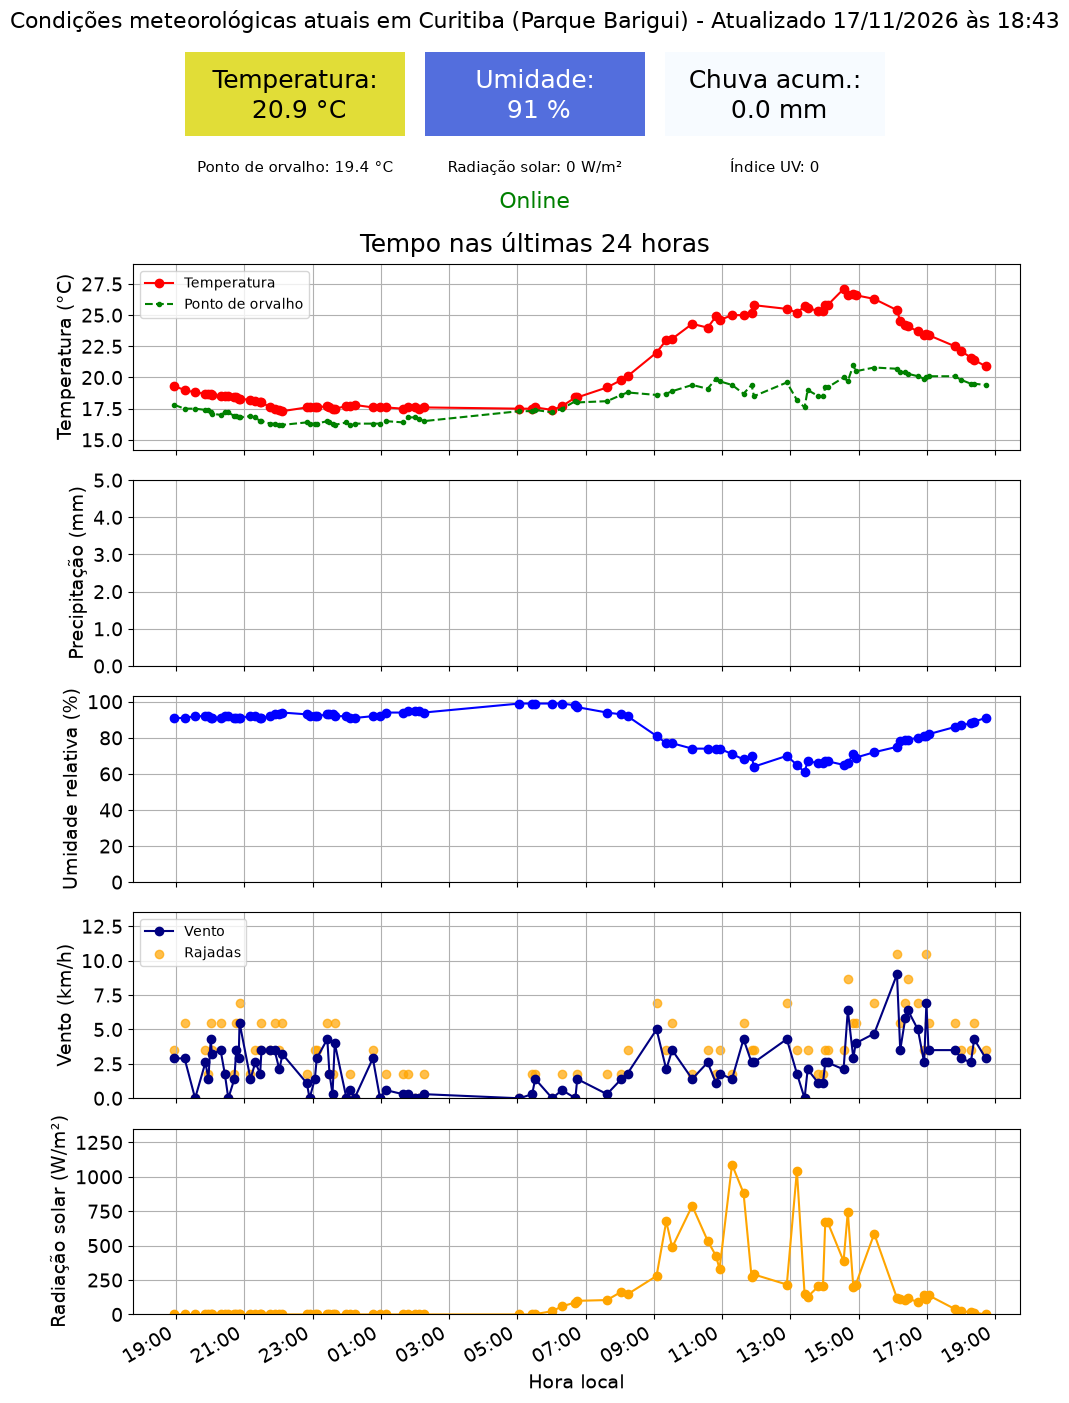 Condições meteorológicas atuais em Curitiba (Parque Barigui) - Atualizado 17/11/2026 às 18:43
Temperatura:
20.9 °C
Umidade:
91 %
Chuva acum.:
0.0 mm
Ponto de orvalho: 19.4 °C
Radiação solar: 0 W/m²
Índice UV: 0
Online
Tempo nas últimas 24 horas
Temperatura (°C)
27.5
25.0
22.5
20.0
17.5
15.0
Temperatura
Ponto de orvalho
Precipitação (mm)
5.0
4.0
3.0
2.0
1.0
0.0
Umidade relativa (%)
100
80
60
40
20
0
Vento (km/h)
12.5
10.0
7.5
5.0
2.5
0.0
Vento
Rajadas
Radiação solar (W/m²)
1250
1000
750
500
250
0
19:00
21:00
23:00
01:00
03:00
05:00
07:00
09:00
11:00
13:00
15:00
17:00
19:00
Hora local